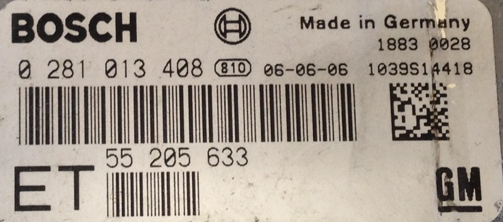 BOSCH Made in Germany
1883 0028
0 281 013 408 810 06-06-06 1039S14418
55 205 633
ET GM